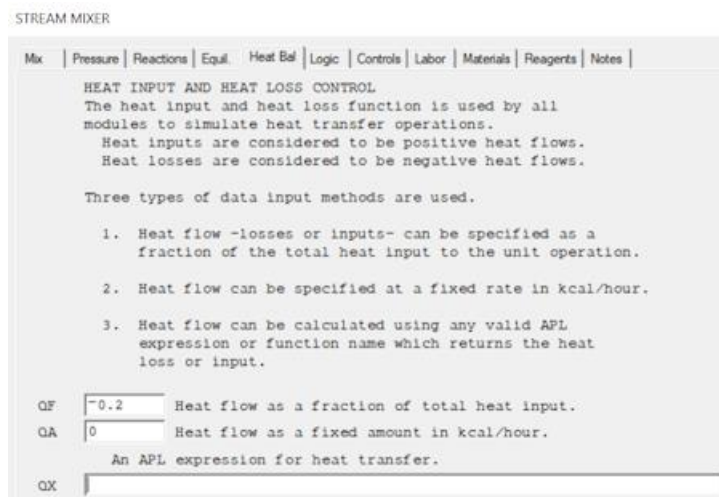 STREAM MIXER
Mix | Pressure | Reactions | Equil. | Heat Bal | Logic | Controls | Labor | Materials | Reagents | Notes |
HEAT INPUT AND HEAT LOSS CONTROL
The heat input and heat loss function is used by all
modules to simulate heat transfer operations.
Heat inputs are considered to be positive heat flows.
Heat losses are considered to be negative heat flows.
Three types of data input methods are used.
1. Heat flow -losses or inputs- can be specified as a
fraction of the total heat input to the unit operation.
2. Heat flow can be specified at a fixed rate in kcal/hour.
3. Heat flow can be calculated using any valid APL
expression or function name which returns the heat
loss or input.
QF ¯0.2 Heat flow as a fraction of total heat input.
QA 0 Heat flow as a fixed amount in kcal/hour.
An APL expression for heat transfer.
QX